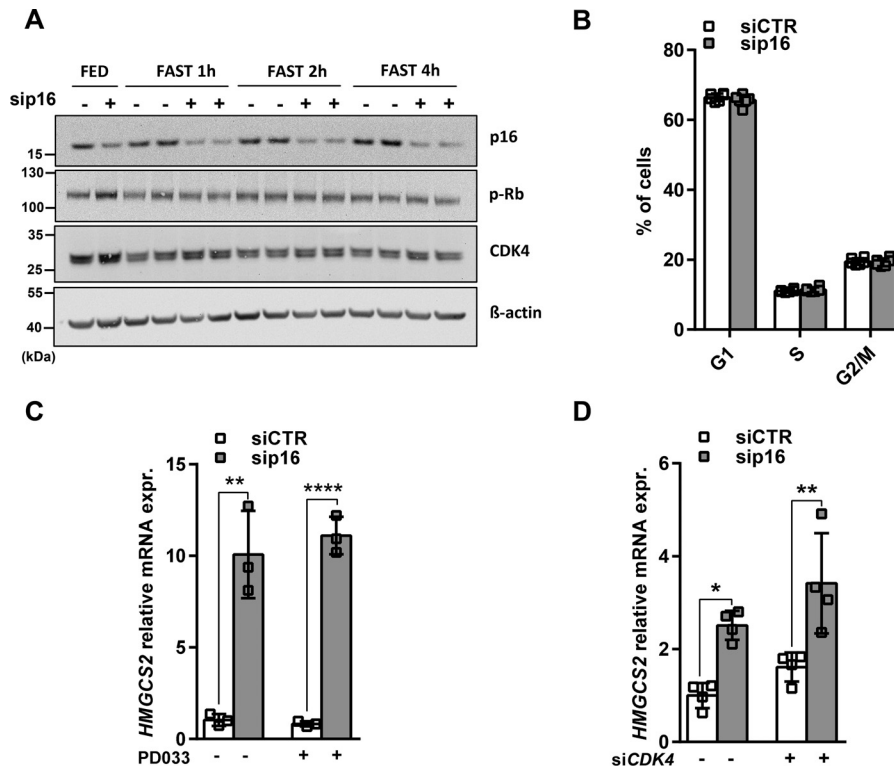 A
FED FAST 1h FAST 2h FAST 4h
sip16 - + - - + + - - + + - - + +
15 p16
130
100 p-Rb
35
25 CDK4
55
40 ß-actin
(kDa)
B
siCTR
sip16
% of cells
80
60
40
20
0
G1 S G2/M
C
siCTR
sip16
HMGCS2 relative mRNA expr.
15
10
5
0
** ****
PD033 - - + +
D
siCTR
sip16
HMGCS2 relative mRNA expr.
6
4
2
0
* **
siCDK4 - - + +